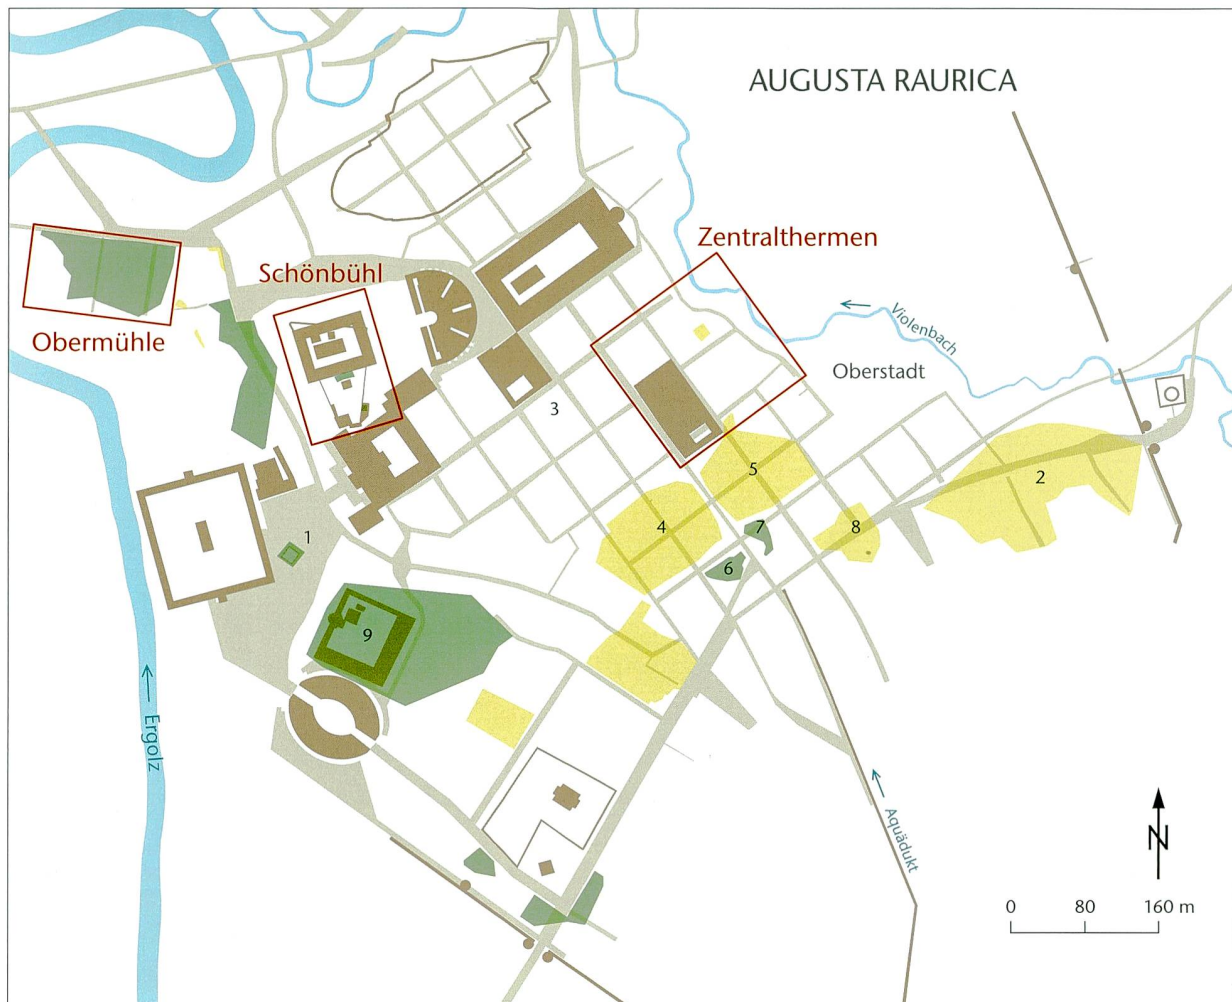 AUGUSTA RAURICA
Zentralthermen
Schönbühl
Obermühle
Violenbach
Oberstadt
3
5
2
4
7
8
1
6
9
Ergolz
Aquädukt
N
0 80 160 m